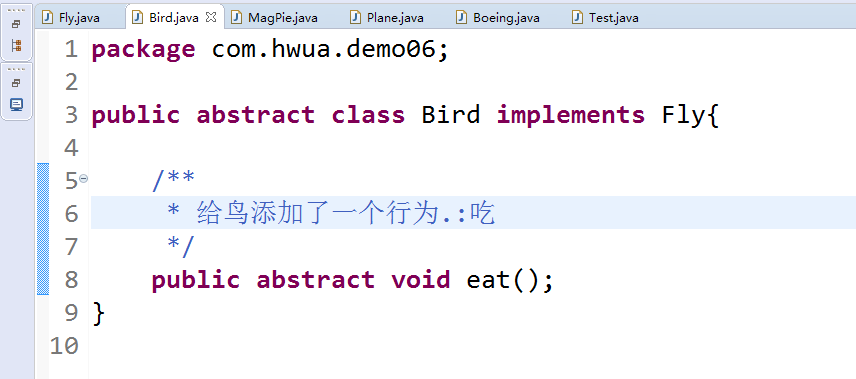 Fly.java Bird.java MagPie.java Plane.java Boeing.java Test.java
1 package com.hwua.demo06;
2
3 public abstract class Bird implements Fly{
4
5 /**
6 * 给鸟添加了一个行为.:吃
7 */
8 public abstract void eat();
9 }
10